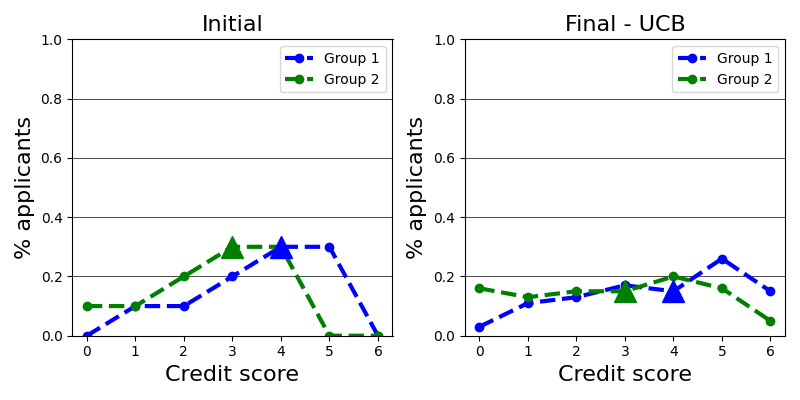 Initial
% applicants
1.0
0.8
0.6
0.4
0.2
0.0
Group 1
Group 2
0 1 2 3 4 5 6
Credit score
Final - UCB
% applicants
1.0
0.8
0.6
0.4
0.2
0.0
Group 1
Group 2
0 1 2 3 4 5 6
Credit score